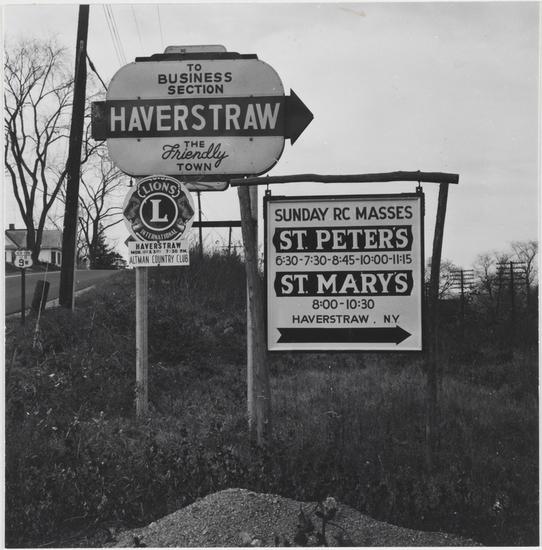 TO
BUSINESS
SECTION
HAVERSTRAW
THE
Friendly
TOWN
LIONS
L
INTERNATIONAL
HAVERSTRAW
ALTMAN COUNTRY CLUB
SUNDAY RC MASSES
ST. PETER'S
6:30-7:30-8:45-10:00-11:15
ST. MARY'S
8:00-10:30
HAVERSTRAW, NY
9W